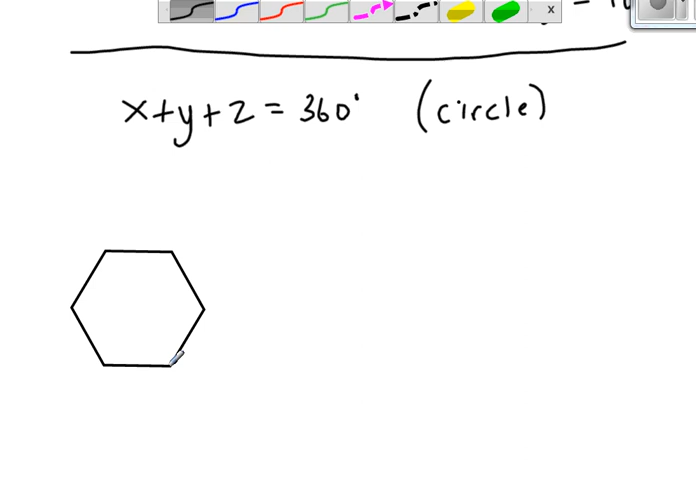 x+y+z = 360° (circle)